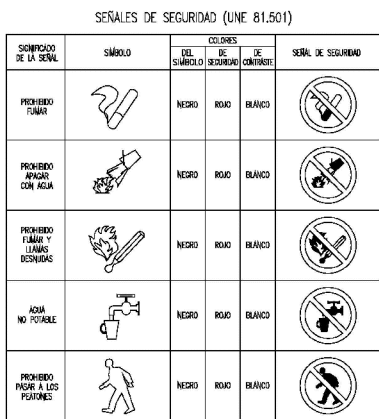 SEÑALES DE SEGURIDAD (UNE 81.501)
SIGNIFICADO
DE LA SEÑAL
SÍMBOLO
COLORES
DEL
SÍMBOLO
DE
SEGURIDAD
DE
CONTRASTE
SEÑAL DE SEGURIDAD
PROHIBIDO
FUMAR
NEGRO
ROJO
BLANCO
PROHIBIDO
APAGAR
CON AGUA
NEGRO
ROJO
BLANCO
PROHIBIDO
FUMAR Y
LLAMAS
DESNUDAS
NEGRO
ROJO
BLANCO
AGUA
NO POTABLE
NEGRO
ROJO
BLANCO
PROHIBIDO
PASAR A LOS
PEATONES
NEGRO
ROJO
BLANCO